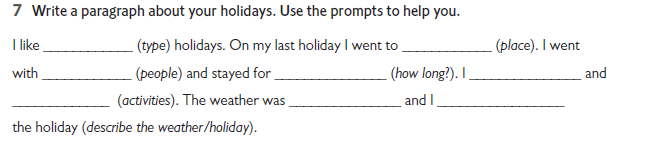 7 Write a paragraph about your holidays. Use the prompts to help you.
I like ____________ (type) holidays. On my last holiday I went to ____________ (place). I went
with ____________ (people) and stayed for ______________ (how long?). I ______________ and
____________ (activities). The weather was ______________ and I ________________
the holiday (describe the weather/holiday).